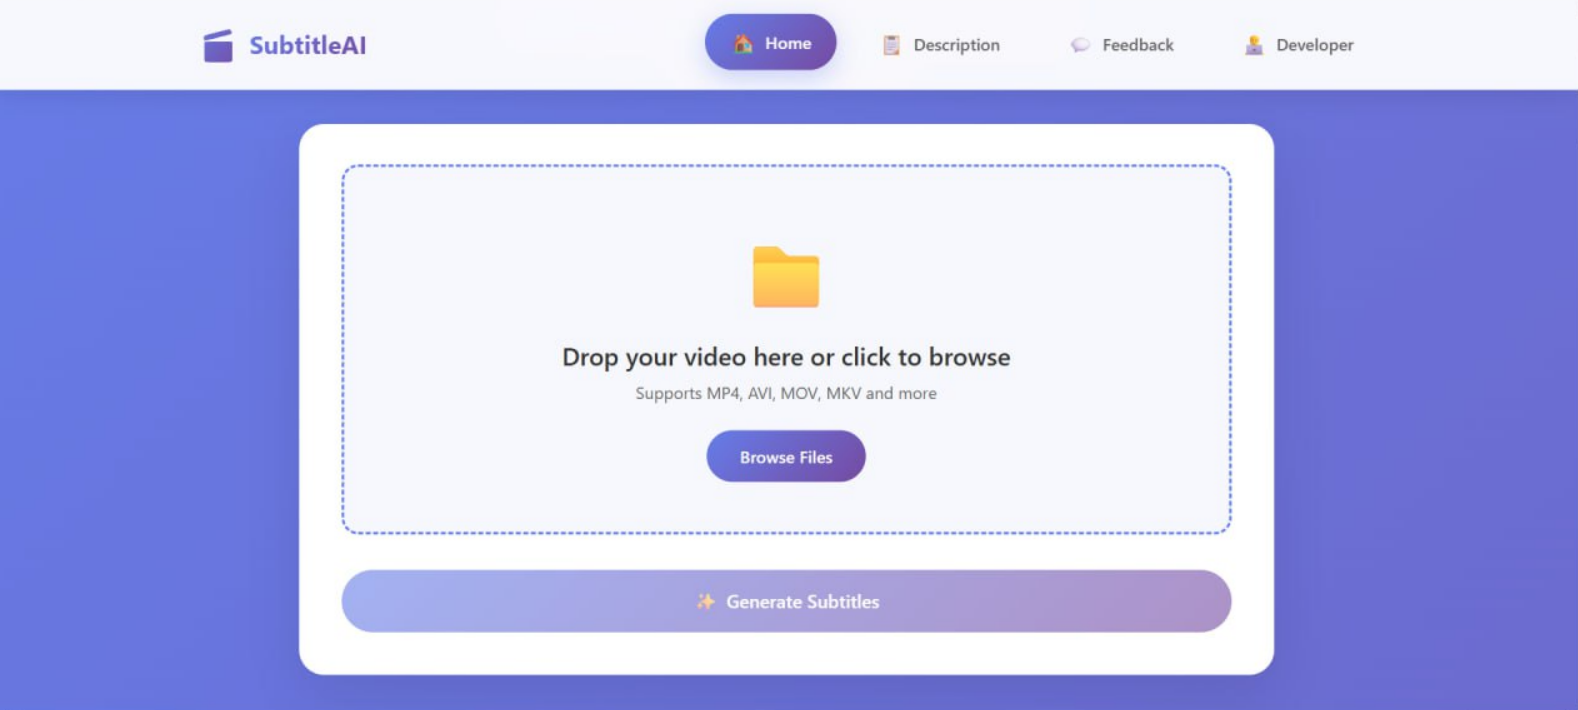 SubtitleAI
Home
Description
Feedback
Developer
Drop your video here or click to browse
Supports MP4, AVI, MOV, MKV and more
Browse Files
Generate Subtitles